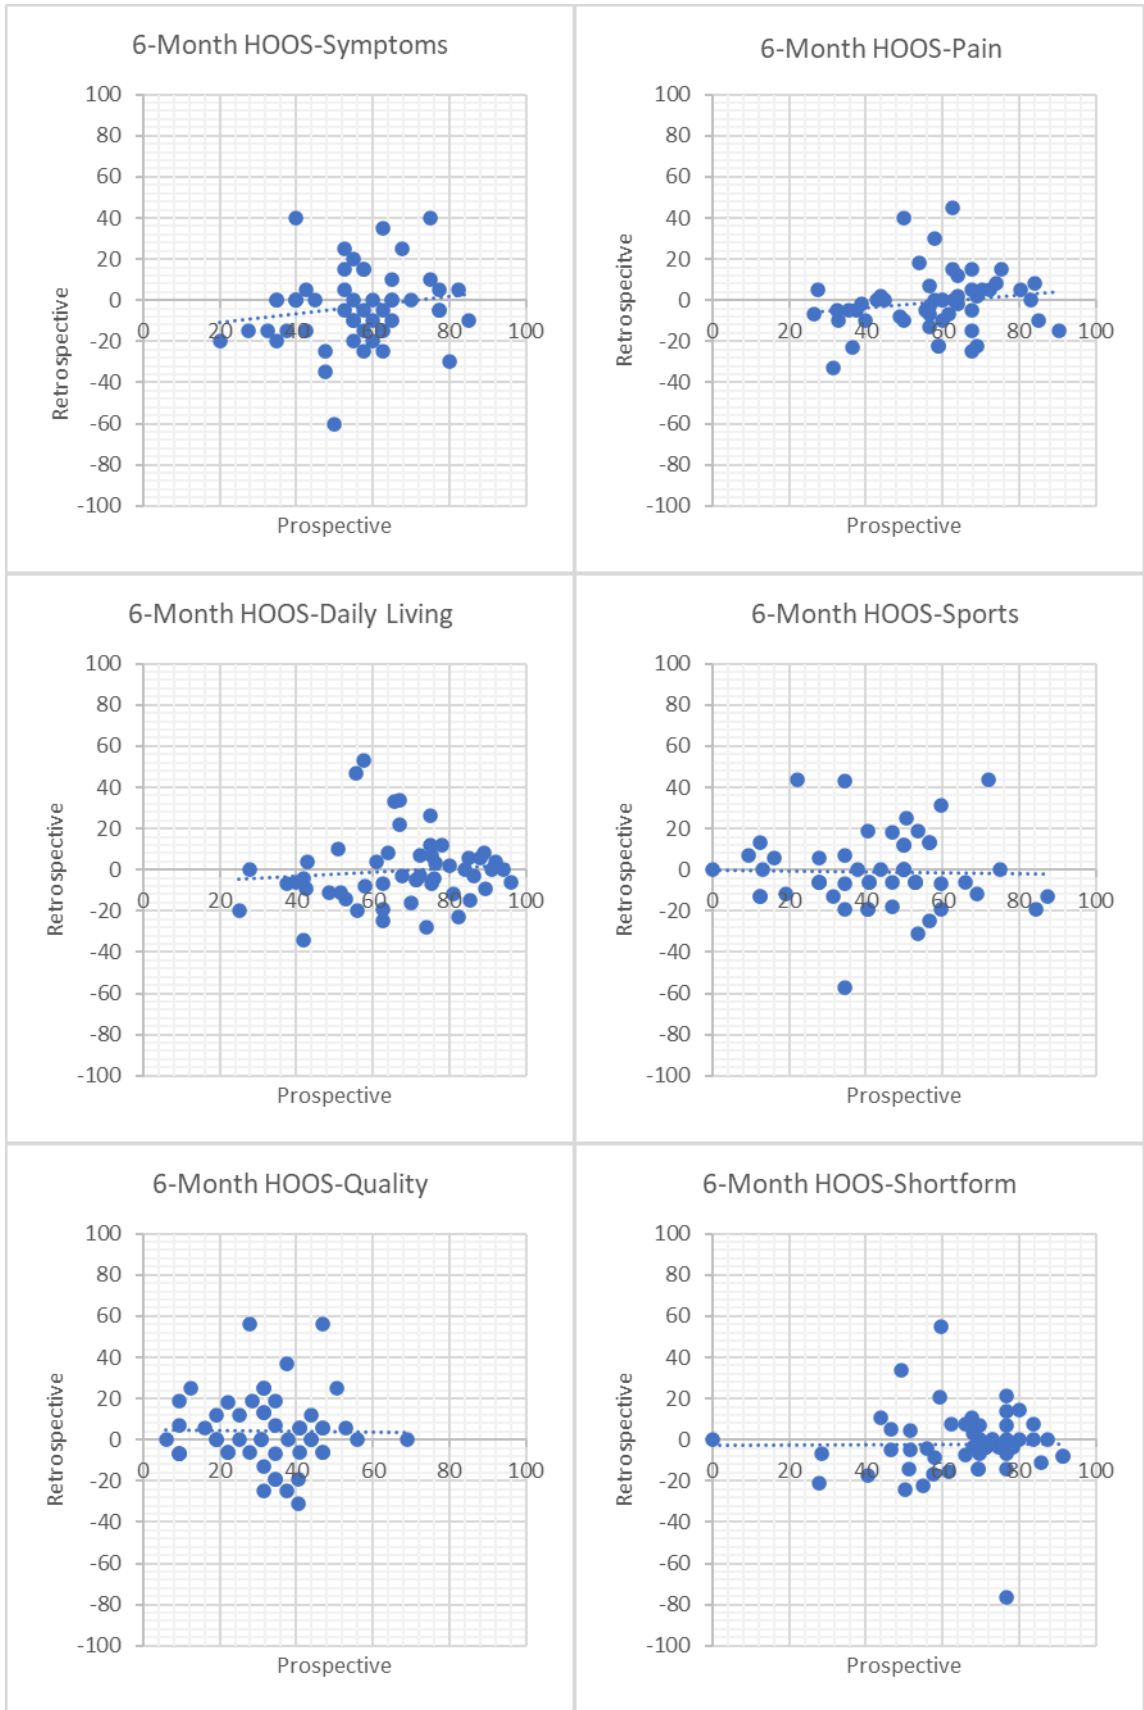 6-Month HOOS-Symptoms
100
80
60
40
20
0
-20
-40
-60
-80
-100
0 20 40 60 80 100
Retrospective
Prospective
6-Month HOOS-Pain
100
80
60
40
20
0
-20
-40
-60
-80
-100
0 20 40 60 80 100
Retrospecitve
Prospective
6-Month HOOS-Daily Living
100
80
60
40
20
0
-20
-40
-60
-80
-100
0 20 40 60 80 100
Retrospective
Prospective
6-Month HOOS-Sports
100
80
60
40
20
0
-20
-40
-60
-80
-100
0 20 40 60 80 100
Retrospective
Prospective
6-Month HOOS-Quality
100
80
60
40
20
0
-20
-40
-60
-80
-100
0 20 40 60 80 100
Retrospective
Prospective
6-Month HOOS-Shortform
100
80
60
40
20
0
-20
-40
-60
-80
-100
0 20 40 60 80 100
Retrospective
Prospective